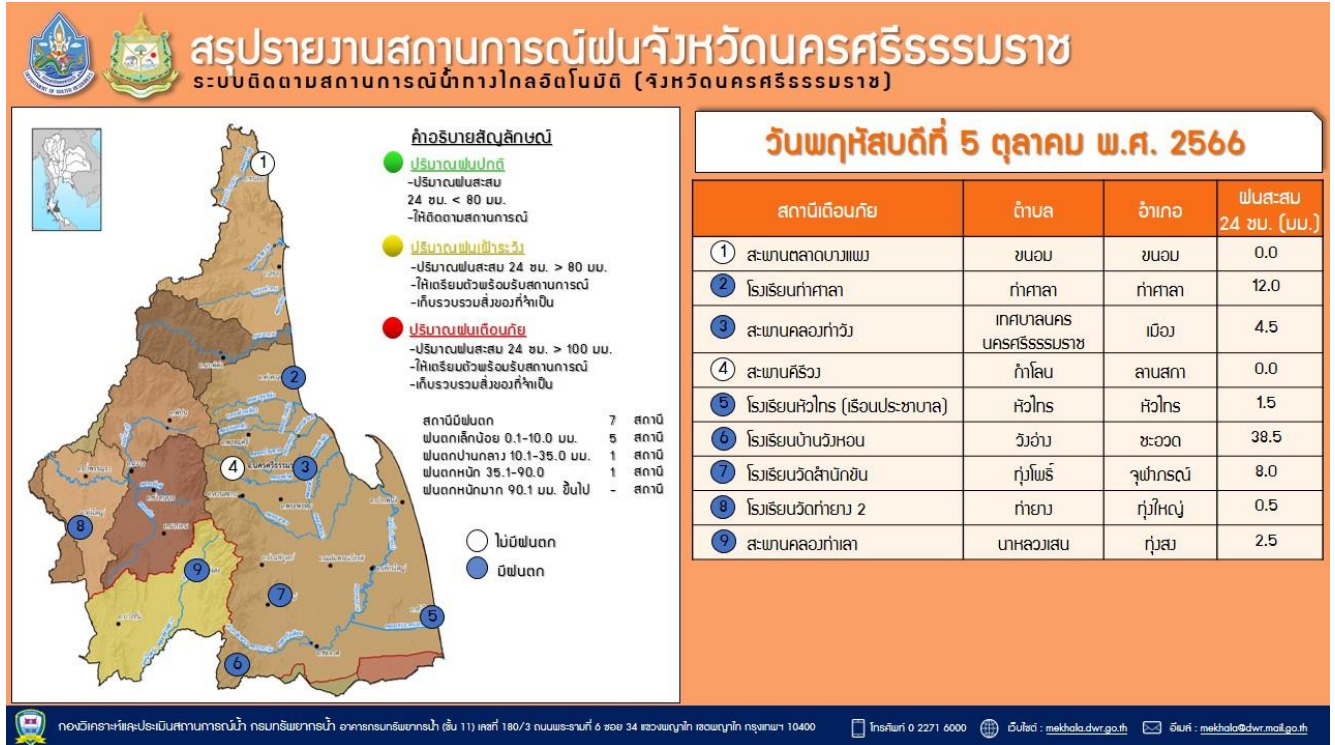 สรุปรายงานสถานการณ์ฝนจังหวัดนครศรีธรรมราช
ระบบติดตามสถานการณ์น้ำทางไกลอัตโนมัติ (จังหวัดนครศรีธรรมราช)
คำอธิบายสัญลักษณ์
ปริมาณฝนปกติ
-ปริมาณฝนสะสม
24 ชม. < 80 มม.
-ให้ติดตามสถานการณ์
ปริมาณฝนเฝ้าระวัง
-ปริมาณฝนสะสม 24 ชม. > 80 มม.
-ให้เตรียมตัวพร้อมรับสถานการณ์
-เก็บรวบรวมสิ่งของที่จำเป็น
ปริมาณฝนเตือนภัย
-ปริมาณฝนสะสม 24 ชม. > 100 มม.
-ให้เตรียมตัวพร้อมรับสถานการณ์
-เก็บรวบรวมสิ่งของที่จำเป็น
สถานีมีฝนตก 7 สถานี
ฝนตกเล็กน้อย 0.1-10.0 มม. 5 สถานี
ฝนตกปานกลาง 10.1-35.0 มม. 1 สถานี
ฝนตกหนัก 35.1-90.0 1 สถานี
ฝนตกหนักมาก 90.1 มม. ขึ้นไป - สถานี
ไม่มีฝนตก
มีฝนตก
1
2
4 3
8
9
7
5
6
วันพฤหัสบดีที่ 5 ตุลาคม พ.ศ. 2566
สถานีเตือนภัย ตำบล อำเภอ ฝนสะสม
24 ชม. (มม.)
1 สะพานตลาดบางแพง ขนอม ขนอม 0.0
2 โรงเรียนท่าศาลา ท่าศาลา ท่าศาลา 12.0
3 สะพานคลองท่าวัง เทศบาลนคร
นครศรีธรรมราช เมือง 4.5
4 สะพานคีรีวง กำโลน ลานสกา 0.0
5 โรงเรียนหัวไทร (เรือนประชาบาล) หัวไทร หัวไทร 1.5
6 โรงเรียนบ้านวังหอน วังอ่าง ชะอวด 38.5
7 โรงเรียนวัดสำนักขัน ทุ่งโพธิ์ จุฬาภรณ์ 8.0
8 โรงเรียนวัดท่ายาง 2 ท่ายาง ทุ่งใหญ่ 0.5
9 สะพานคลองท่าเลา นาหลวงเสน ทุ่งสง 2.5
กองวิเคราะห์และประเมินสถานการณ์น้ำ กรมทรัพยากรน้ำ อาคารกรมทรัพยากรน้ำ (ชั้น 11) เลขที่ 180/3 ถนนพระรามที่ 6 ซอย 34 แขวงพญาไท เขตพญาไท กรุงเทพฯ 10400 โทรศัพท์ 0 2271 6000 เว็บไซต์ : mekhala.dwr.go.th อีเมล์ : mekhala@dwr.mail.go.th